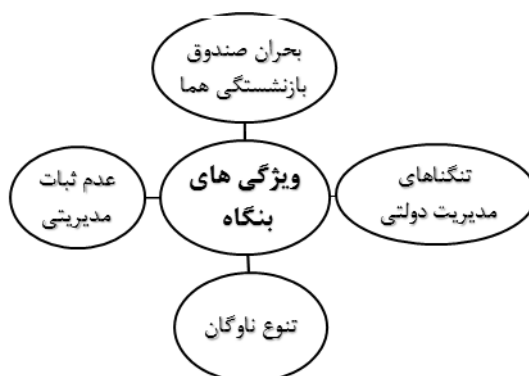 بحران صندوق
بازنشستگی هما
ویژگی های
بنگاه
تنگناهای
مدیریت دولتی
عدم ثبات
مدیریتی
تنوع ناوگان